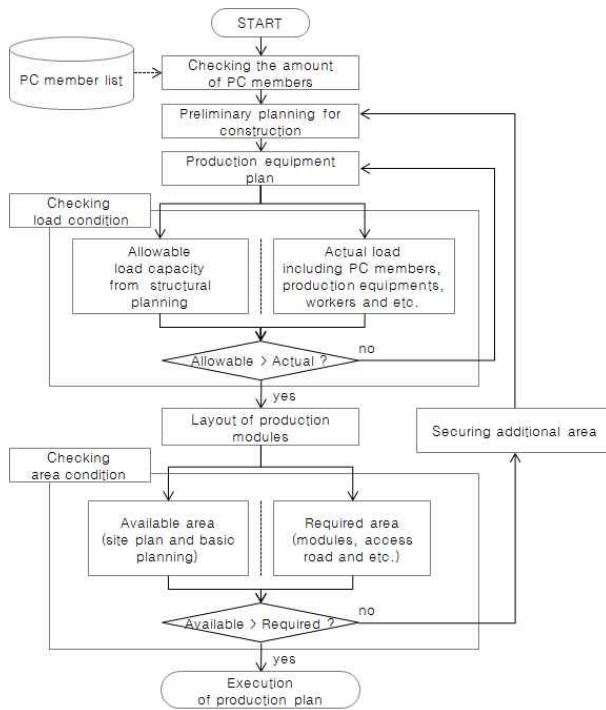 START
PC member list
Checking the amount
of PC members
Preliminary planning for
construction
Production equipment
plan
Checking
load condition
Allowable
load capacity
from structural
planning
Actual load
including PC members,
production equipments,
workers and etc.
Allowable > Actual ?
no
yes
Layout of production
modules
Securing additional area
Checking
area condition
Available area
(site plan and basic
planning)
Required area
(modules, access
road and etc.)
Available > Required ?
no
yes
Execution
of production plan